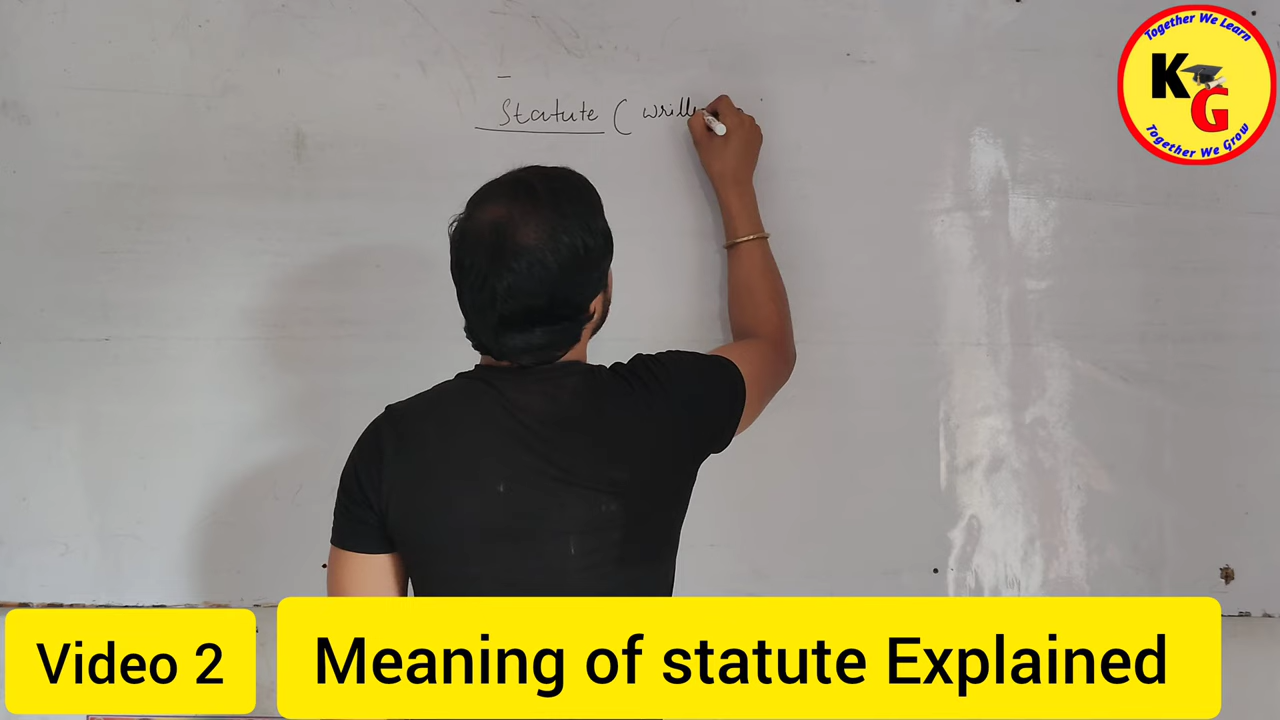 Together We Learn
KG
Together We Grow
Statute (
Video 2
Meaning of statute Explained